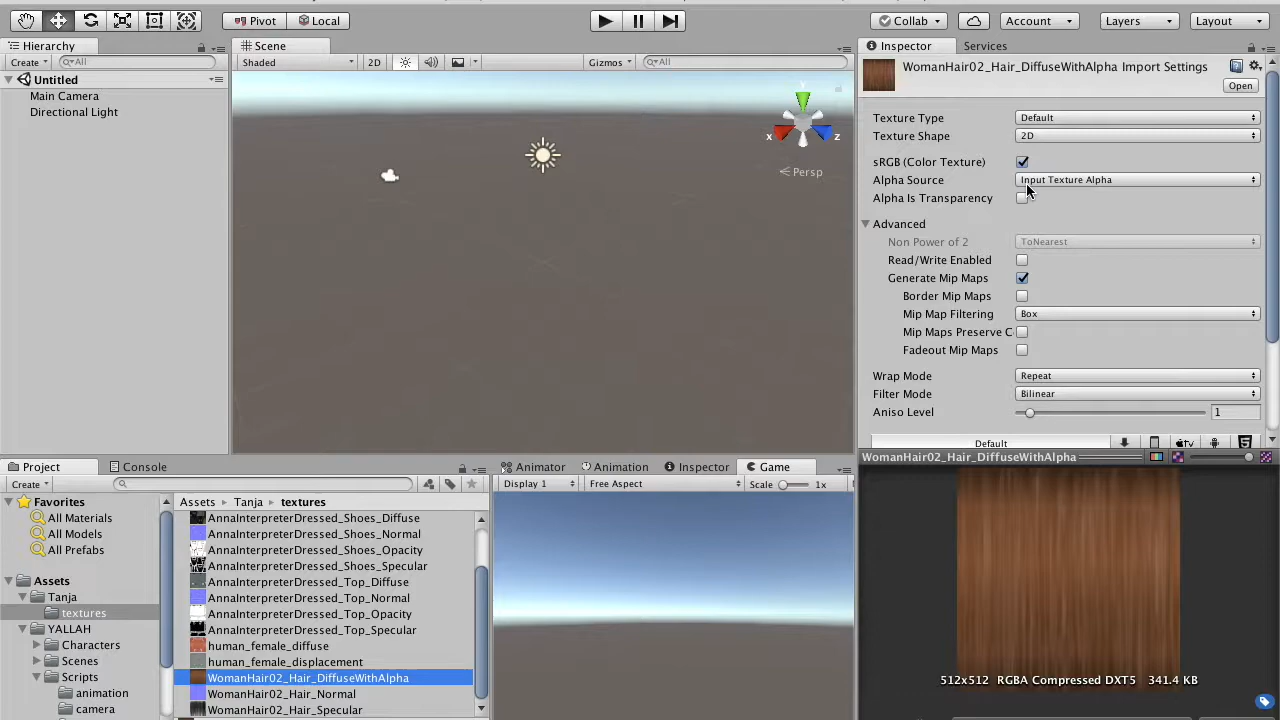 Pivot Local Collab Account Layers Layout
Hierarchy
Create All
Untitled
Main Camera
Directional Light
Scene
Shaded 2D Gizmos All
Y
x z
Persp
Inspector Services
WomanHair02_Hair_DiffuseWithAlpha Import Settings
Open
Texture Type Default
Texture Shape 2D
sRGB (Color Texture)
Alpha Source Input Texture Alpha
Alpha Is Transparency
Advanced
Non Power of 2 ToNearest
Read/Write Enabled
Generate Mip Maps
Border Mip Maps
Mip Map Filtering Box
Mip Maps Preserve C
Fadeout Mip Maps
Wrap Mode Repeat
Filter Mode Bilinear
Aniso Level 1
Default tv
WomanHair02_Hair_DiffuseWithAlpha
512x512 RGBA Compressed DXT5 341.4 KB
Project Console
Create
Favorites
All Materials
All Models
All Prefabs
Assets
Tanja
textures
YALLAH
Characters
Scenes
Scripts
animation
camera
Assets Tanja textures
AnnaInterpreterDressed_Shoes_Diffuse
AnnaInterpreterDressed_Shoes_Normal
AnnaInterpreterDressed_Shoes_Opacity
AnnaInterpreterDressed_Shoes_Specular
AnnaInterpreterDressed_Top_Diffuse
AnnaInterpreterDressed_Top_Normal
AnnaInterpreterDressed_Top_Opacity
AnnaInterpreterDressed_Top_Specular
human_female_diffuse
human_female_displacement
WomanHair02_Hair_DiffuseWithAlpha
WomanHair02_Hair_Normal
WomanHair02_Hair_Specular
Animator Animation Inspector Game
Display 1 Free Aspect Scale 1x